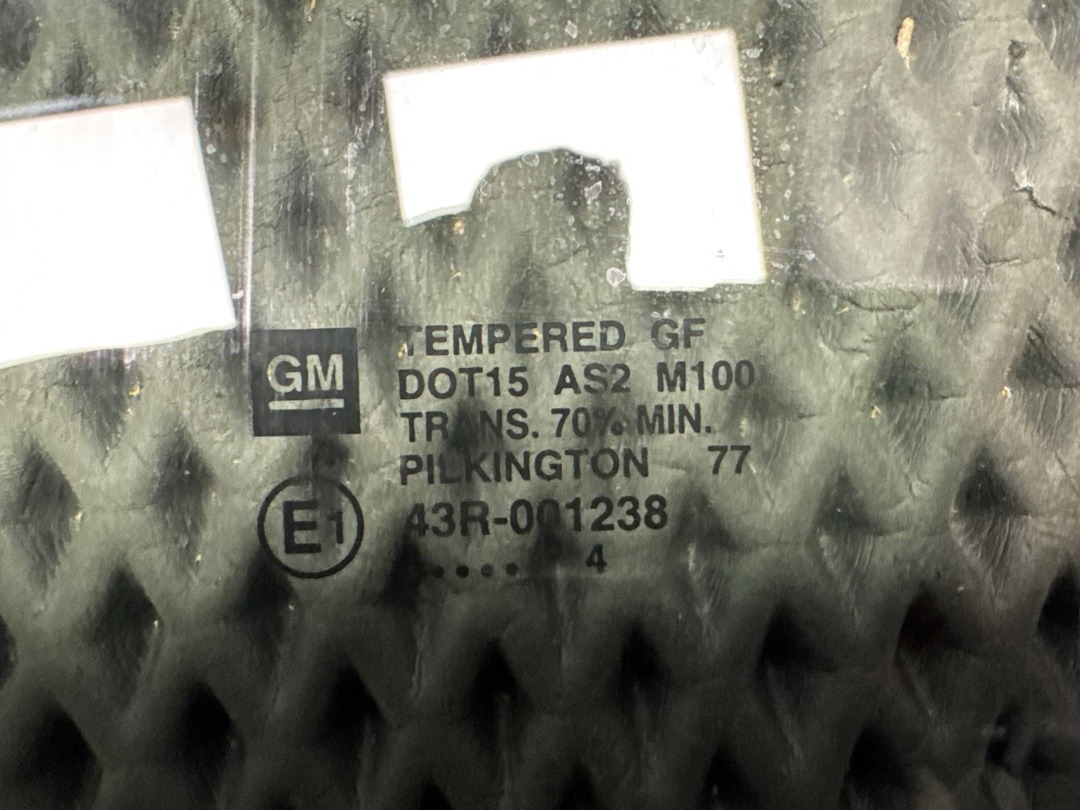 GM
TEMPERED GF
DOT15 AS2 M100
TRANS. 70% MIN.
PILKINGTON 77
E1
43R-001238
.... 4